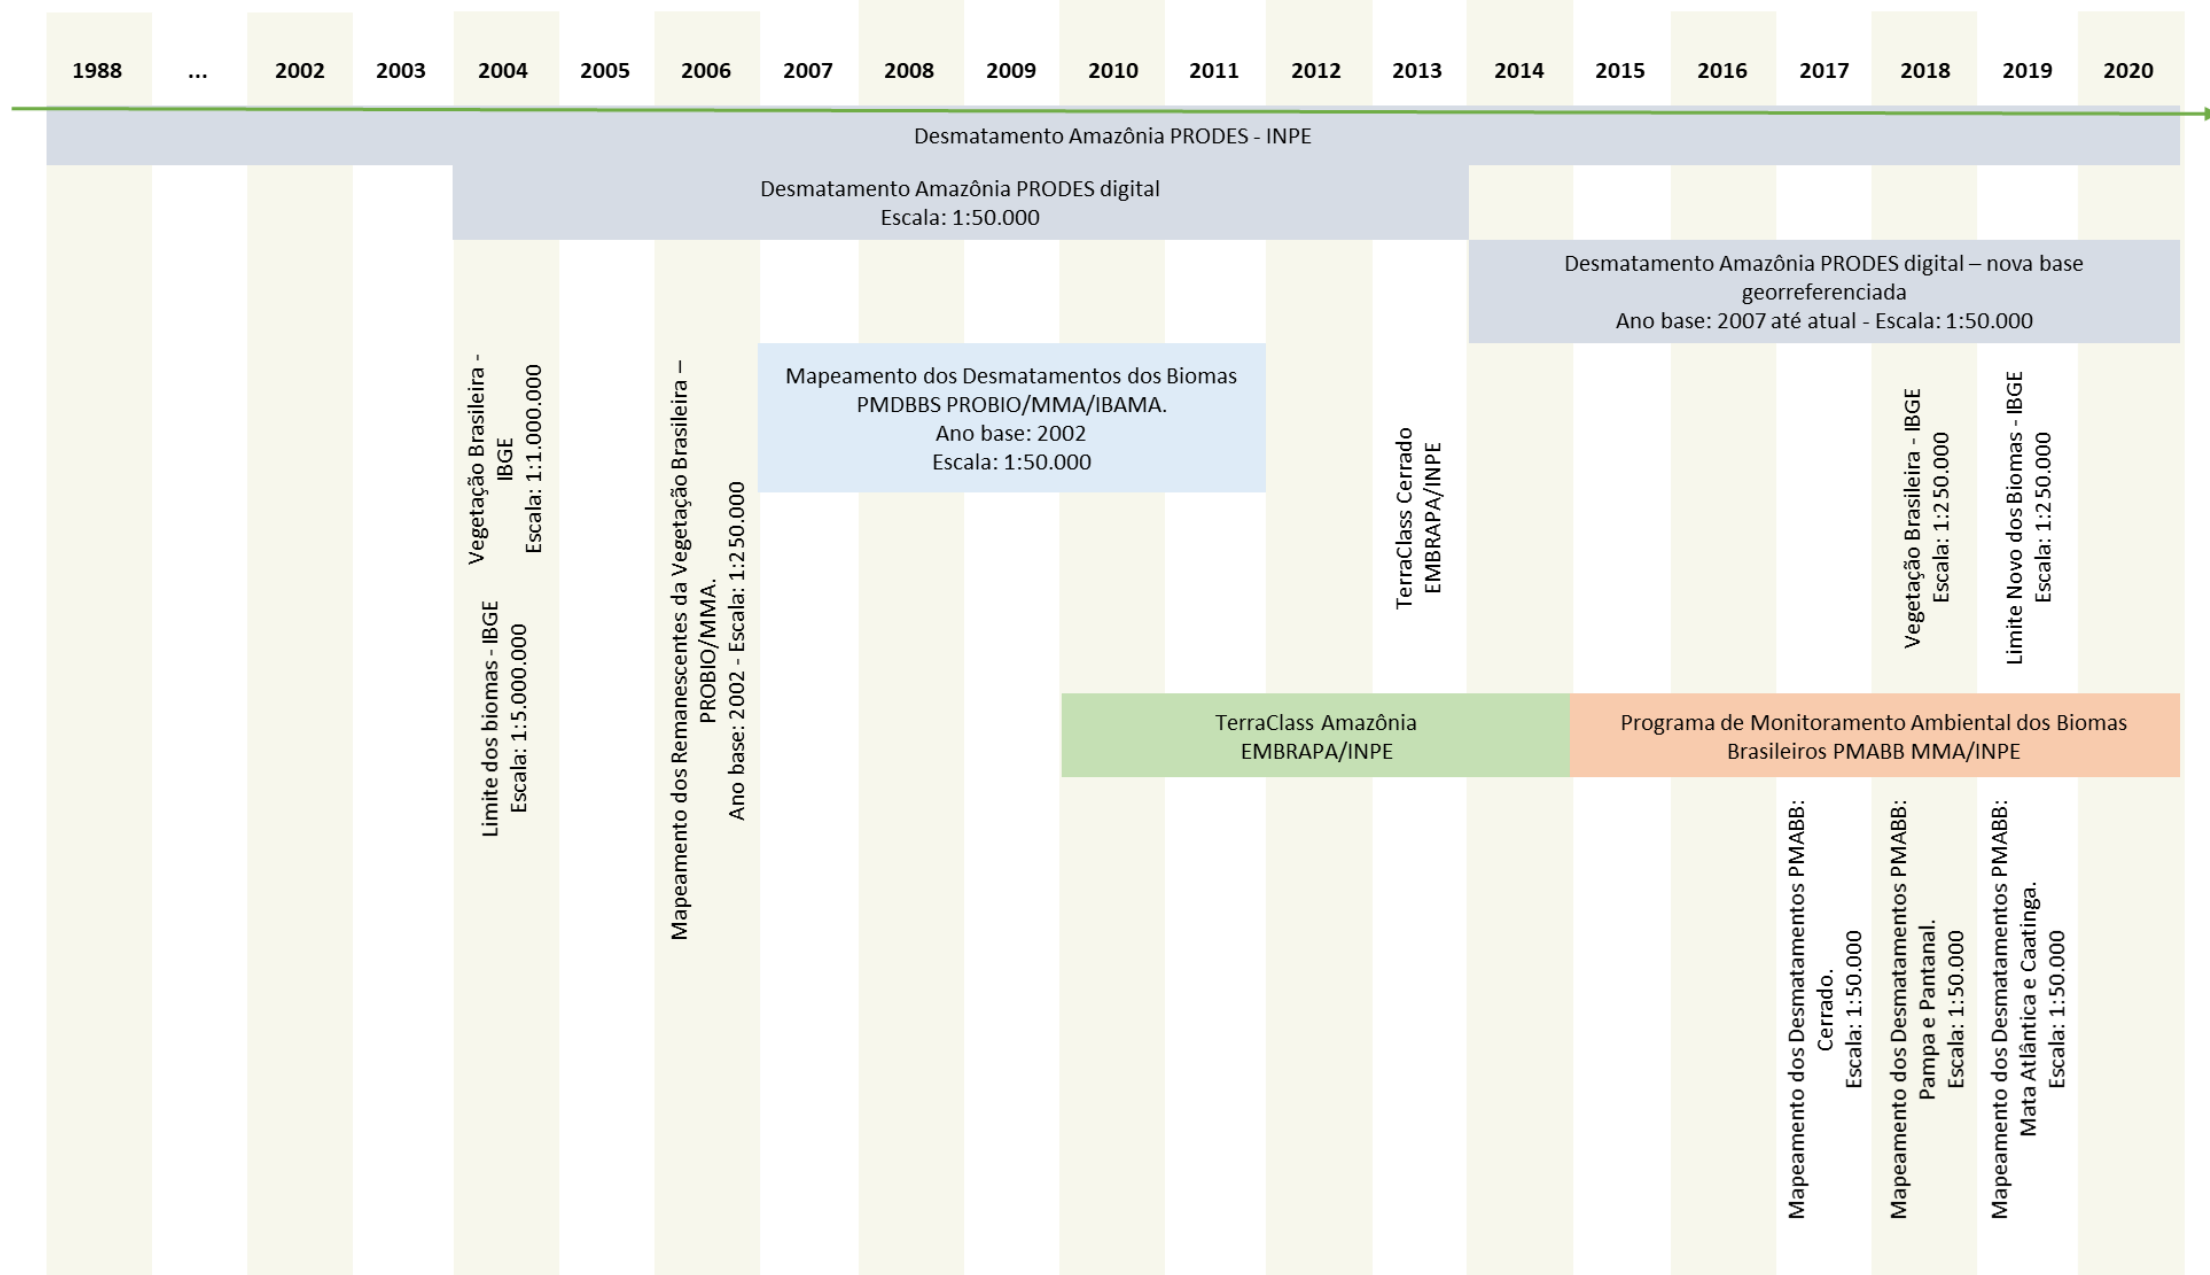 1988 ... 2002 2003 2004 2005 2006 2007 2008 2009 2010 2011 2012 2013 2014 2015 2016 2017 2018 2019 2020
Desmatamento Amazônia PRODES - INPE
Desmatamento Amazônia PRODES digital
Escala: 1:50.000
Desmatamento Amazônia PRODES digital – nova base
georreferenciada
Ano base: 2007 até atual - Escala: 1:50.000
Vegetação Brasileira -
IBGE
Escala: 1:1.000.000
Limite dos biomas - IBGE
Escala: 1:5.000.000
Mapeamento dos Remanescentes da Vegetação Brasileira –
PROBIO/MMA.
Ano base: 2002 - Escala: 1:250.000
Mapeamento dos Desmatamentos dos Biomas
PMDBBS PROBIO/MMA/IBAMA.
Ano base: 2002
Escala: 1:50.000
TerraClass Cerrado
EMBRAPA/INPE
Vegetação Brasileira - IBGE
Escala: 1:250.000
Limite Novo dos Biomas - IBGE
Escala: 1:250.000
TerraClass Amazônia
EMBRAPA/INPE
Programa de Monitoramento Ambiental dos Biomas
Brasileiros PMABB MMA/INPE
Mapeamento dos Desmatamentos PMABB:
Cerrado.
Escala: 1:50.000
Mapeamento dos Desmatamentos PMABB:
Pampa e Pantanal.
Escala: 1:50.000
Mapeamento dos Desmatamentos PMABB:
Mata Atlântica e Caatinga.
Escala: 1:50.000